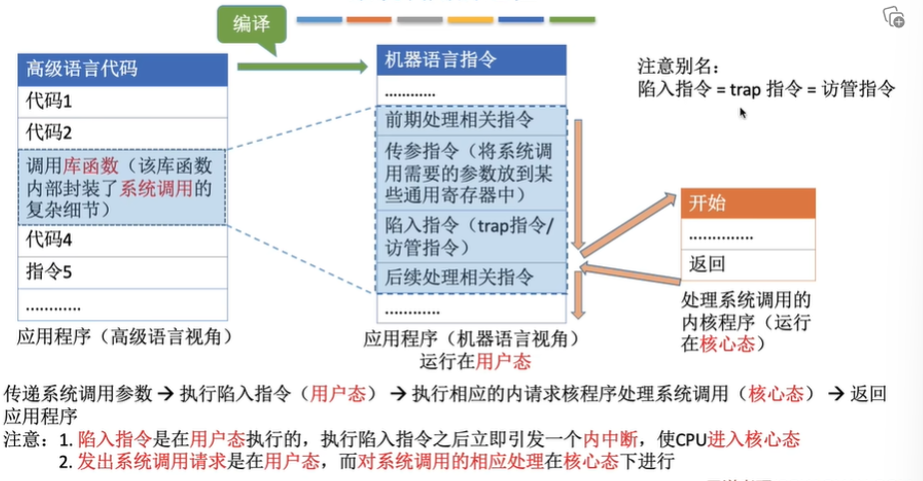 编译
高级语言代码
代码1
代码2
调用库函数（该库函数
内部封装了系统调用的
复杂细节）
代码4
指令5
…………
应用程序（高级语言视角）
机器语言指令
…………
前期处理相关指令
传参指令（将系统调
用需要的参数放到某
些通用寄存器中）
陷入指令（trap指令/
访管指令）
后续处理相关指令
…………
应用程序（机器语言视角）
运行在用户态
注意别名：
陷入指令 = trap 指令 = 访管指令
开始
……………
返回
处理系统调用的
内核程序（运行
在核心态）
传递系统调用参数 → 执行陷入指令（用户态） → 执行相应的内请求核程序处理系统调用（核心态） → 返回
应用程序
注意：1. 陷入指令是在用户态执行的，执行陷入指令之后立即引发一个内中断，使CPU进入核心态
2. 发出系统调用请求是在用户态，而对系统调用的相应处理在核心态下进行